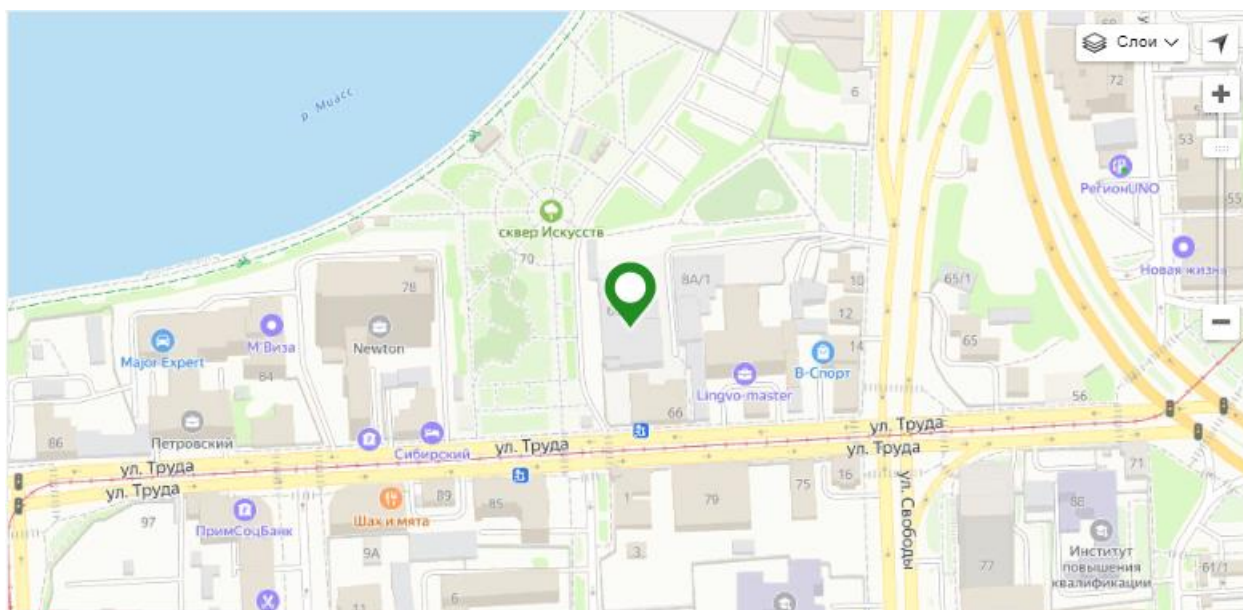 Слои
р. Миасс
72
6
53
РегионUNO
сквер Искусств
70
55
Новая жизнь
78
8А/1
10
65/1
12
Newton
М'Виза
Major Expert
14
65
В-Спорт
84
Lingvo-master
56
66
86
Петровский
Сибирский
ул. Труда
ул. Труда
ул. Труда
ул. Труда
ул. Труда
71
16
75
79
1
89
85
ул. Свободы
Шах и мята
ПримСоцБанк
97
68
Институт
повышения
квалификации
9А
3
77
61/1
11
6